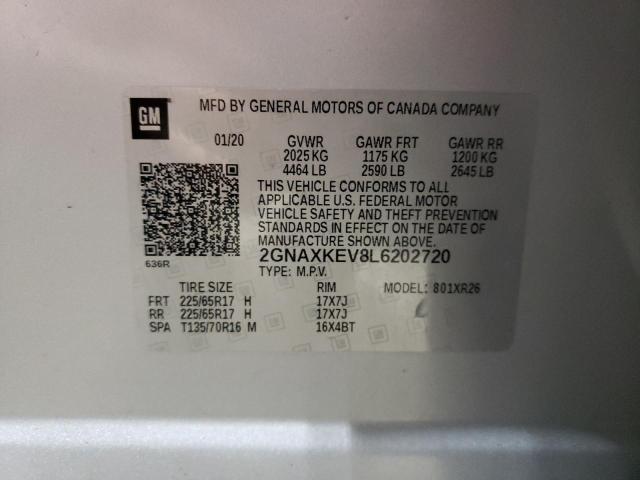 GM
MFD BY GENERAL MOTORS OF CANADA COMPANY
01/20 GVWR GAWR FRT GAWR RR
2025 KG 1175 KG 1200 KG
4464 LB 2590 LB 2645 LB
THIS VEHICLE CONFORMS TO ALL
APPLICABLE U.S. FEDERAL MOTOR
VEHICLE SAFETY AND THEFT PREVENTION
STANDARDS IN EFFECT ON THE DATE OF
MANUFACTURE SHOWN ABOVE.
636R
2GNAXKEV8L6202720
TYPE: M.P.V.
TIRE SIZE RIM MODEL: 801XR26
FRT 225/65R17 H 17X7J
RR 225/65R17 H 17X7J
SPA T135/70R16 M 16X4BT